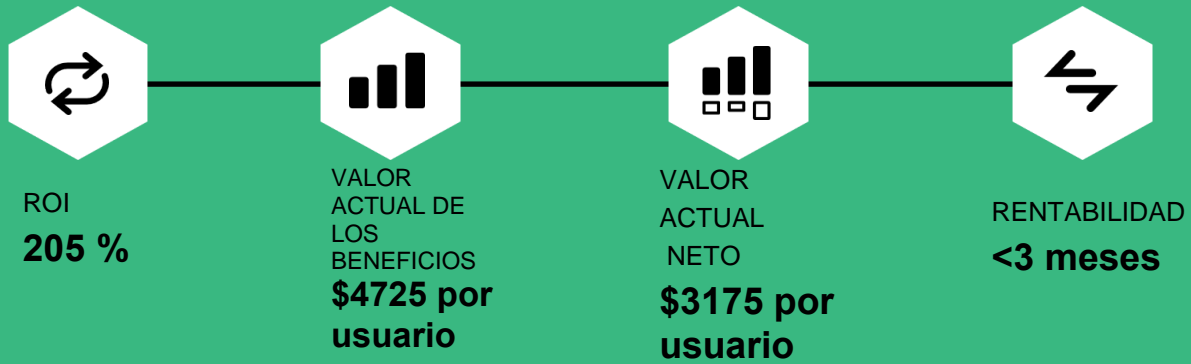 ROI
205 %
VALOR
ACTUAL DE
LOS
BENEFICIOS
$4725 por
usuario
VALOR
ACTUAL
NETO
$3175 por
usuario
RENTABILIDAD
<3 meses